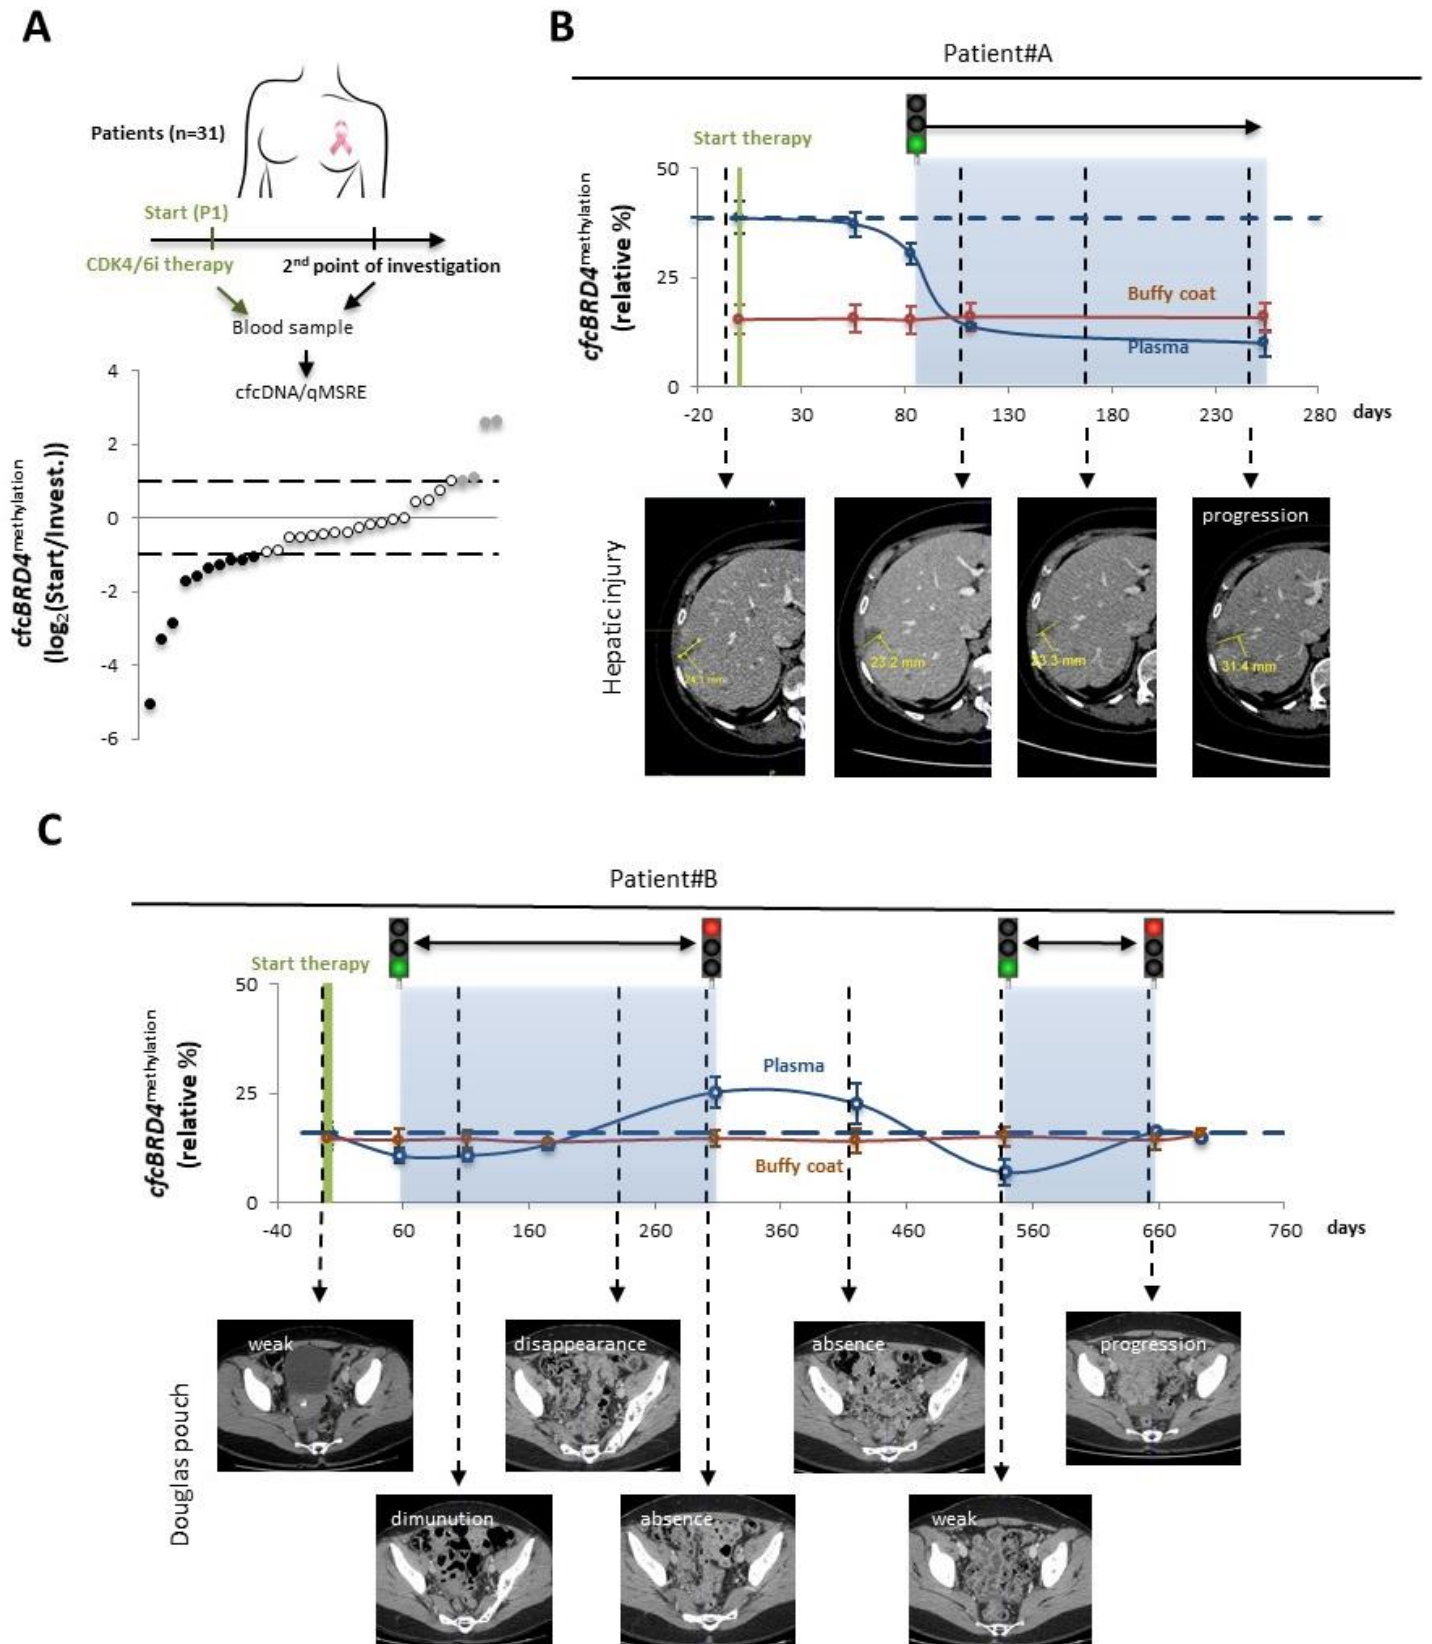 A
Patients (n=31)
Start (P1)
CDK4/6i therapy
2nd point of investigation
Blood sample
cfcDNA/qMSRE
cfcBRD4methylation
(log2(Start/Invest.))
4
2
0
-2
-4
-6
B
Patient#A
Start therapy
cfcBRD4methylation
(relative %)
50
25
0
Buffy coat
Plasma
-20 30 80 130 180 230 280 days
Hepatic injury
24.1 mm
23.2 mm
23.3 mm
progression
31.4 mm
C
Patient#B
Start therapy
cfcBRD4methylation
(relative %)
50
25
0
Plasma
Buffy coat
-40 60 160 260 360 460 560 660 760 days
Douglas pouch
weak
disappearance
absence
progression
dimunution
absence
weak